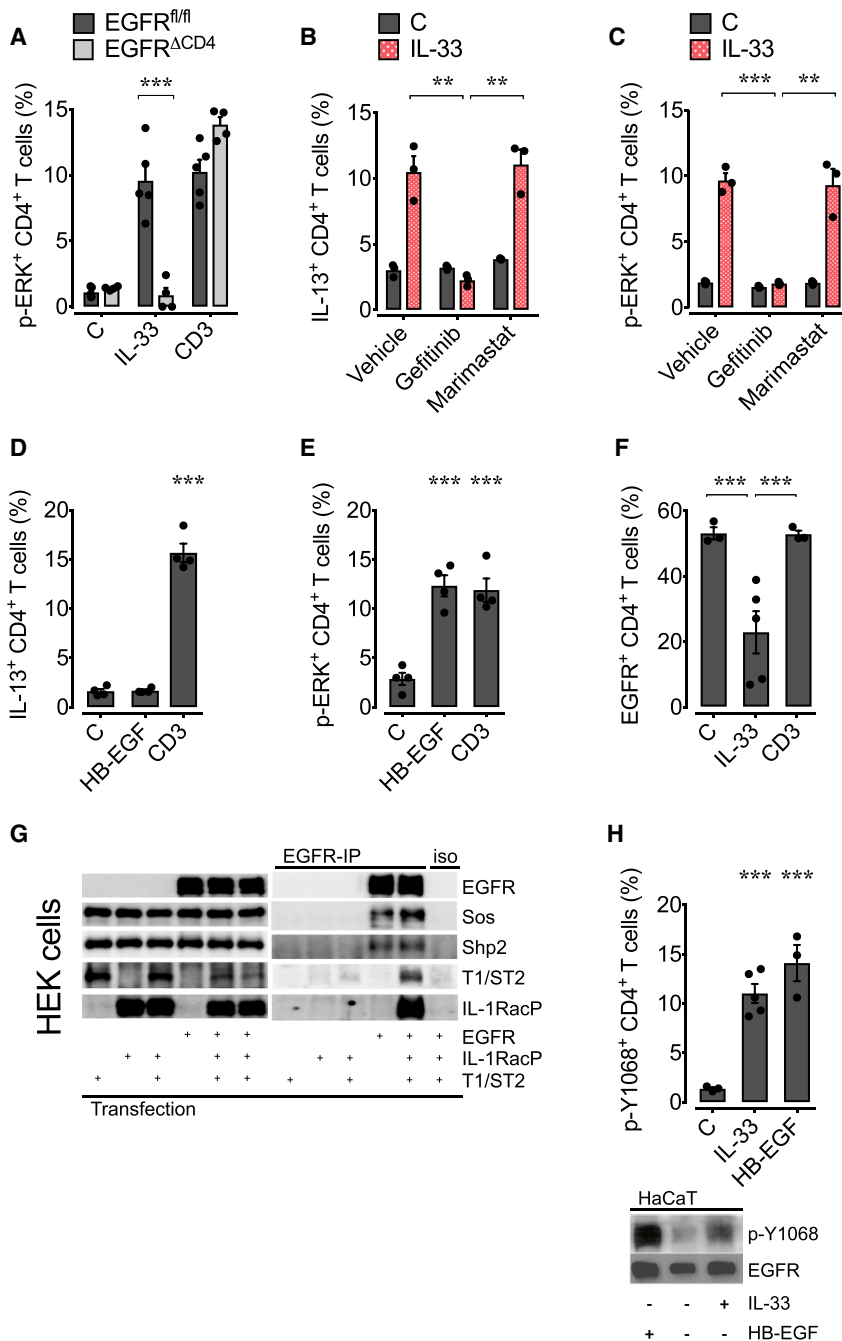 A
EGFRfl/fl
EGFRΔCD4
p-ERK+ CD4+ T cells (%)
***
15
10
5
0
C
IL-33
CD3
B
C
IL-33
IL-13+ CD4+ T cells (%)
** **
15
10
5
0
Vehicle
Gefitinib
Marimastat
C
C
IL-33
p-ERK+ CD4+ T cells (%)
*** **
15
10
5
0
Vehicle
Gefitinib
Marimastat
D
IL-13+ CD4+ T cells (%)
***
20
15
10
5
0
C
HB-EGF
CD3
E
p-ERK+ CD4+ T cells (%)
*** ***
20
15
10
5
0
C
HB-EGF
CD3
F
EGFR+ CD4+ T cells (%)
*** ***
60
40
20
0
C
IL-33
CD3
G
HEK cells
EGFR-IP iso
EGFR
Sos
Shp2
T1/ST2
IL-1RacP
+ + + + + + EGFR
+ + + + + + + + IL-1RacP
+ + + + + + + + T1/ST2
Transfection
H
p-Y1068+ CD4+ T cells (%)
*** ***
20
15
10
5
0
C
IL-33
HB-EGF
HaCaT
p-Y1068
EGFR
- - + IL-33
+ - - HB-EGF